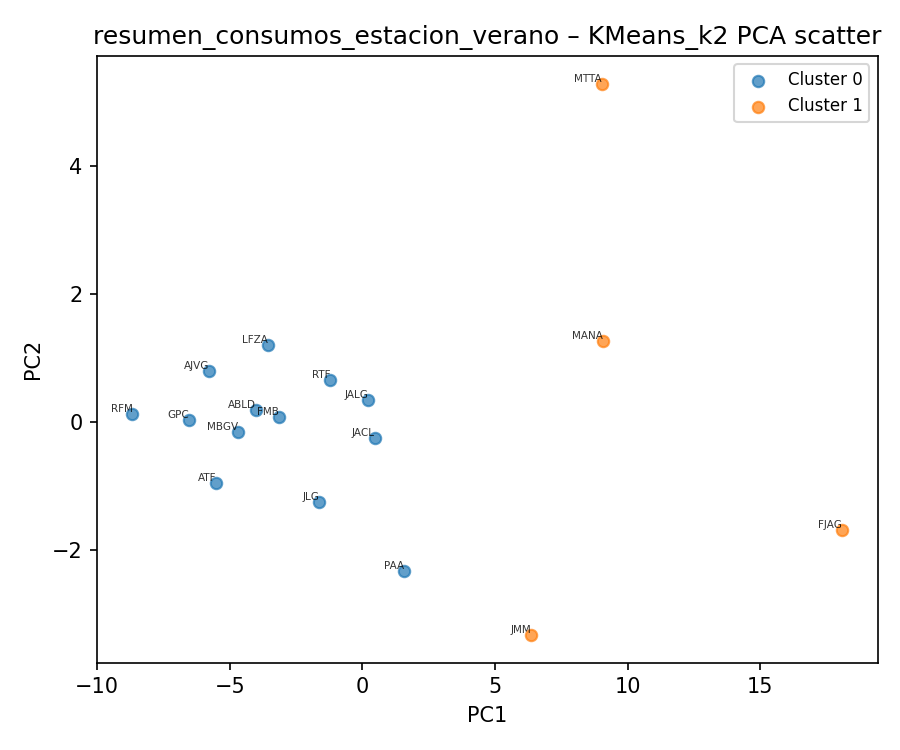 resumen_consumos_estacion_verano – KMeans_k2 PCA scatter
Cluster 0
Cluster 1
MTTA
MANA
LFZA
AJVG
RTF
JALG
RFM
GPC
ABLD
FMB
MBGV
JACL
ATF
JLG
PAA
FJAG
JMM
4
2
0
−2
PC2
−10
−5
0
5
10
15
PC1